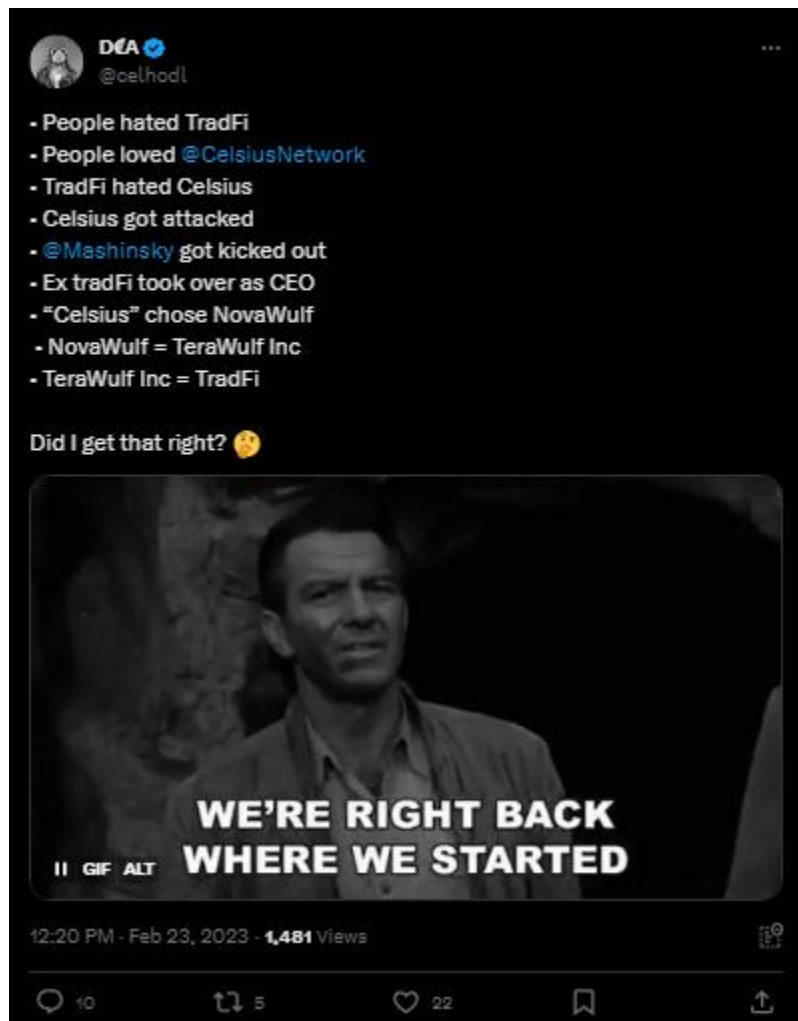 D₡A
@celhodl
- People hated TradFi
- People loved @CelsiusNetwork
- TradFi hated Celsius
- Celsius got attacked
- @Mashinsky got kicked out
- Ex tradFi took over as CEO
- “Celsius” chose NovaWulf
- NovaWulf = TeraWulf Inc
- TeraWulf Inc = TradFi
Did I get that right? 🤔
WE’RE RIGHT BACK
WHERE WE STARTED
GIF ALT
12:20 PM · Feb 23, 2023 · 1,481 Views
10 5 22